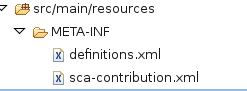 src/main/resources
META-INF
definitions.xml
sca-contribution.xml